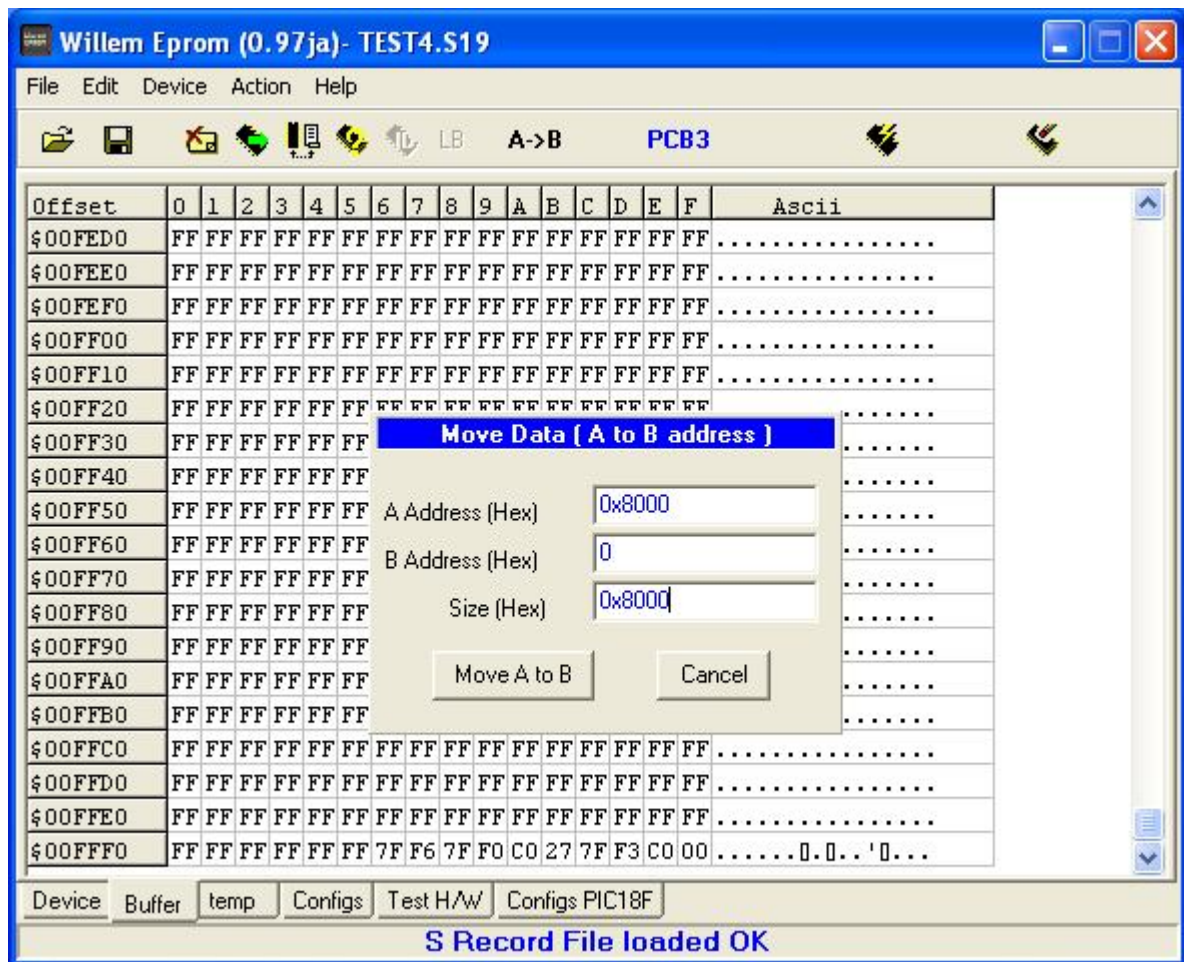 Willem Eprom (0.97ja)- TEST4.S19
File Edit Device Action Help
LB A->B PCB3
Offset 0 1 2 3 4 5 6 7 8 9 A B C D E F Ascii
$00FED0 FF FF FF FF FF FF FF FF FF FF FF FF FF FF FF FF ................
$00FEE0 FF FF FF FF FF FF FF FF FF FF FF FF FF FF FF FF ................
$00FEF0 FF FF FF FF FF FF FF FF FF FF FF FF FF FF FF FF ................
$00FF00 FF FF FF FF FF FF FF FF FF FF FF FF FF FF FF FF ................
$00FF10 FF FF FF FF FF FF FF FF FF FF FF FF FF FF FF FF ................
$00FF20 FF FF FF FF FF FF FF FF FF FF FF FF FF FF FF FF .......
$00FF30 FF FF FF FF FF FF .......
$00FF40 FF FF FF FF FF FF .......
$00FF50 FF FF FF FF FF FF .......
$00FF60 FF FF FF FF FF FF .......
$00FF70 FF FF FF FF FF FF .......
$00FF80 FF FF FF FF FF FF .......
$00FF90 FF FF FF FF FF FF .......
$00FFA0 FF FF FF FF FF FF .......
$00FFB0 FF FF FF FF FF FF .......
$00FFC0 FF FF FF FF FF FF FF FF FF FF FF FF FF FF FF FF ................
$00FFD0 FF FF FF FF FF FF FF FF FF FF FF FF FF FF FF FF ................
$00FFE0 FF FF FF FF FF FF FF FF FF FF FF FF FF FF FF FF ................
$00FFF0 FF FF FF FF FF FF 7F F6 7F F0 C0 27 7F F3 C0 00 ......▯.▯..'▯...
Move Data ( A to B address )
A Address (Hex) 0x8000
B Address (Hex) 0
Size (Hex) 0x8000
Move A to B Cancel
Device Buffer temp Configs Test H/W Configs PIC18F
S Record File loaded OK